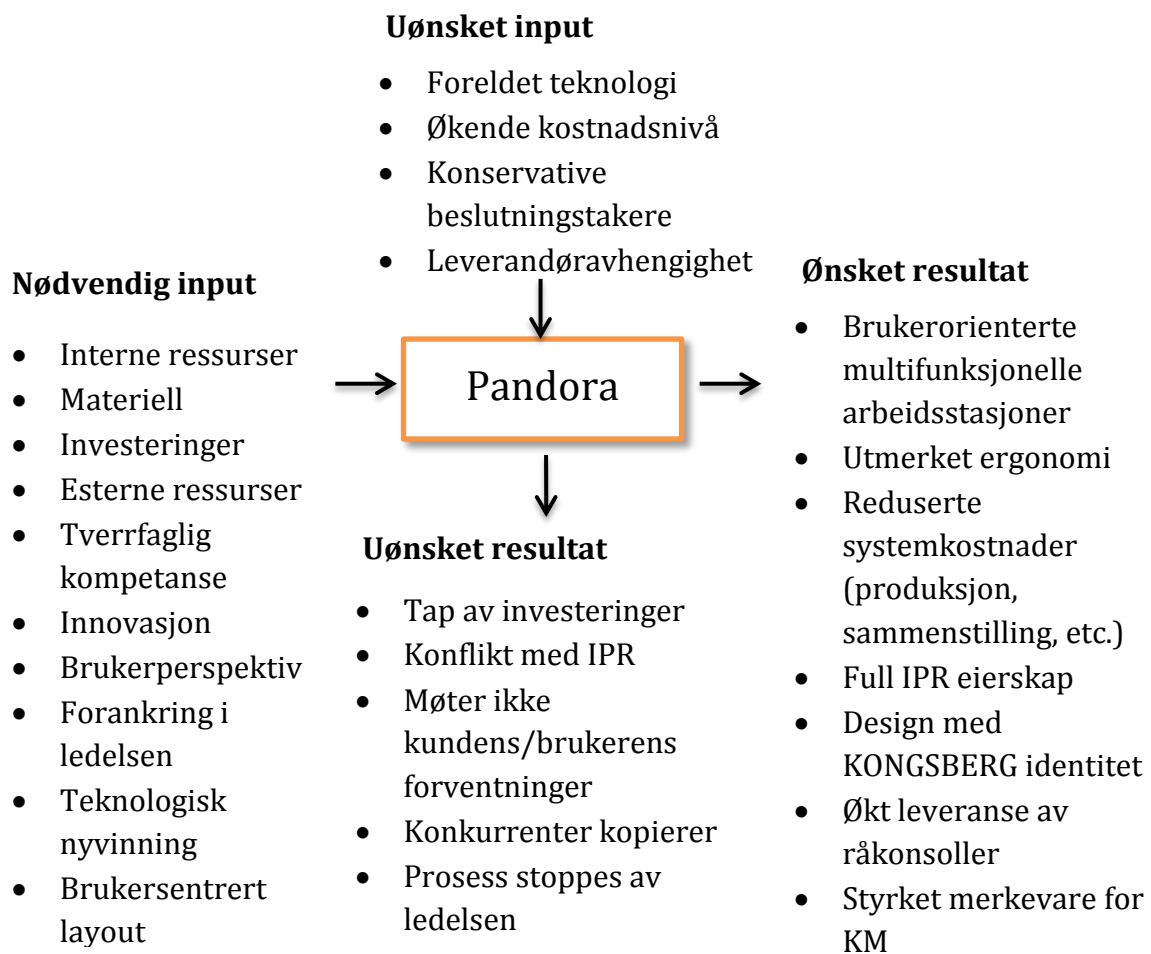 Uønsket input
• Foreldet teknologi
• Økende kostnadsnivå
• Konservative
beslutningstakere
• Leverandøravhengighet
Nødvendig input
• Interne ressurser
• Materiell
• Investeringer
• Esterne ressurser
• Tverrfaglig
kompetanse
• Innovasjon
• Brukerperspektiv
• Forankring i
ledelsen
• Teknologisk
nyvinning
• Brukersentrert
layout
Pandora
Uønsket resultat
• Tap av investeringer
• Konflikt med IPR
• Møter ikke
kundens/brukerens
forventninger
• Konkurrenter kopierer
• Prosess stoppes av
ledelsen
Ønsket resultat
• Brukerorienterte
multifunksjonelle
arbeidsstasjoner
• Utmerket ergonomi
• Reduserte
systemkostnader
(produksjon,
sammenstilling, etc.)
• Full IPR eierskap
• Design med
KONGSBERG identitet
• Økt leveranse av
råkonsoller
• Styrket merkevare for
KM